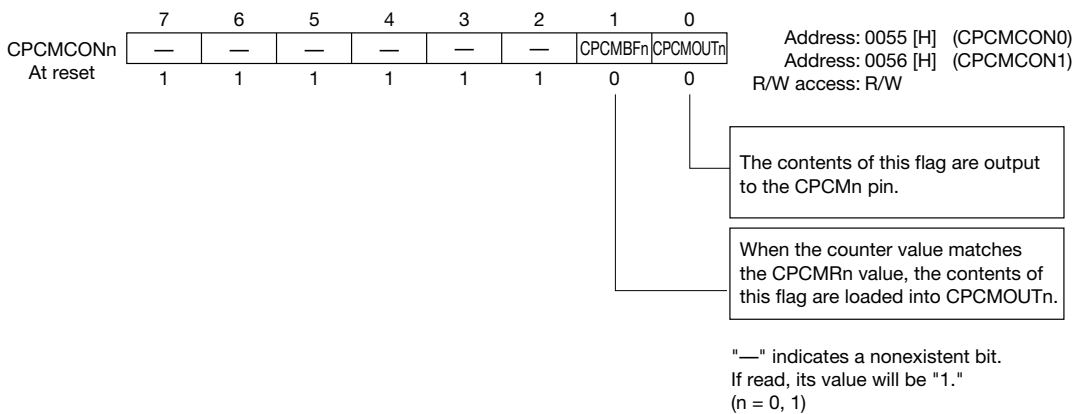 7 6 5 4 3 2 1 0
CPCMCONn — — — — — — CPCMBFn CPCMOUTn
At reset 1 1 1 1 1 1 0 0
Address: 0055 [H] (CPCMCON0)
Address: 0056 [H] (CPCMCON1)
R/W access: R/W
The contents of this flag are output
to the CPCMn pin.
When the counter value matches
the CPCMRn value, the contents of
this flag are loaded into CPCMOUTn.
"—" indicates a nonexistent bit.
If read, its value will be "1."
(n = 0, 1)